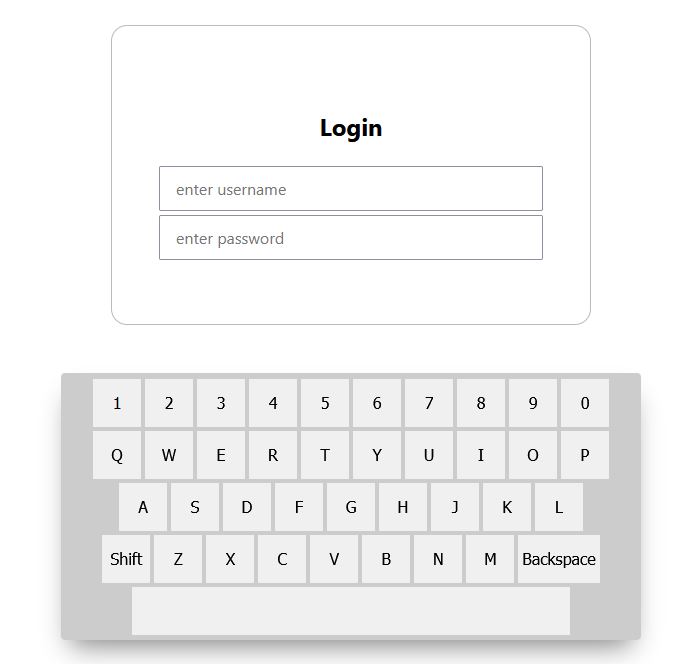 Login
enter username
enter password
1 2 3 4 5 6 7 8 9 0
Q W E R T Y U I O P
A S D F G H J K L
Shift Z X C V B N M Backspace